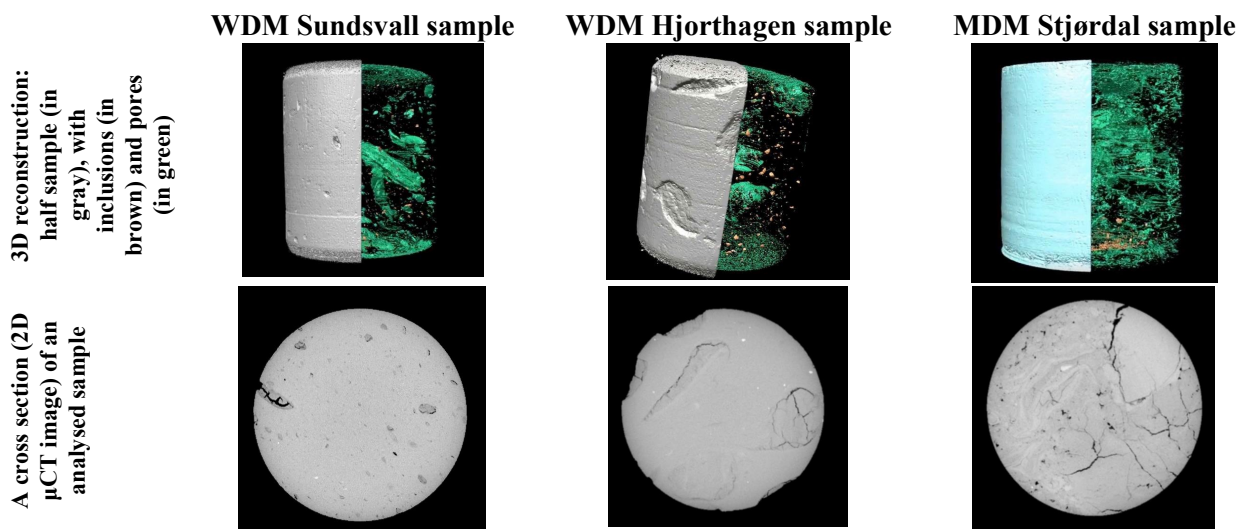 WDM Sundsvall sample
WDM Hjorthagen sample
MDM Stjørdal sample
3D reconstruction:
half sample (in
gray), with
inclusions (in
brown) and pores
(in green)
A cross section (2D
µCT image) of an
analysed sample